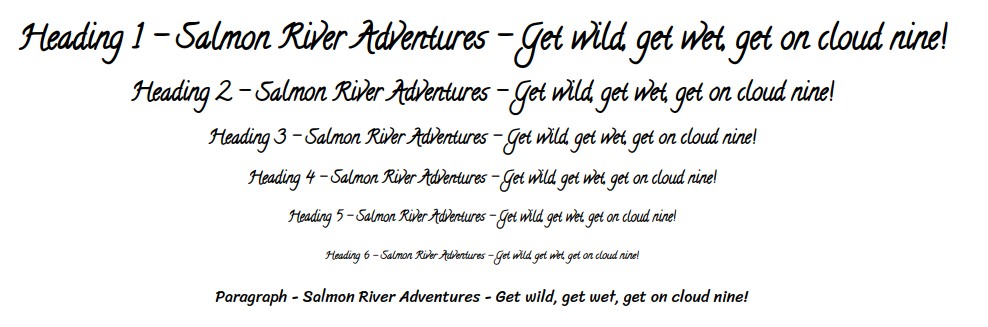 Heading 1 - Salmon River Adventures - Get wild, get wet, get on cloud nine!
Heading 2 - Salmon River Adventures - Get wild, get wet, get on cloud nine!
Heading 3 - Salmon River Adventures - Get wild, get wet, get on cloud nine!
Heading 4 - Salmon River Adventures - Get wild, get wet, get on cloud nine!
Heading 5 - Salmon River Adventures - Get wild, get wet, get on cloud nine!
Heading 6 - Salmon River Adventures - Get wild, get wet, get on cloud nine!
Paragraph - Salmon River Adventures - Get wild, get wet, get on cloud nine!